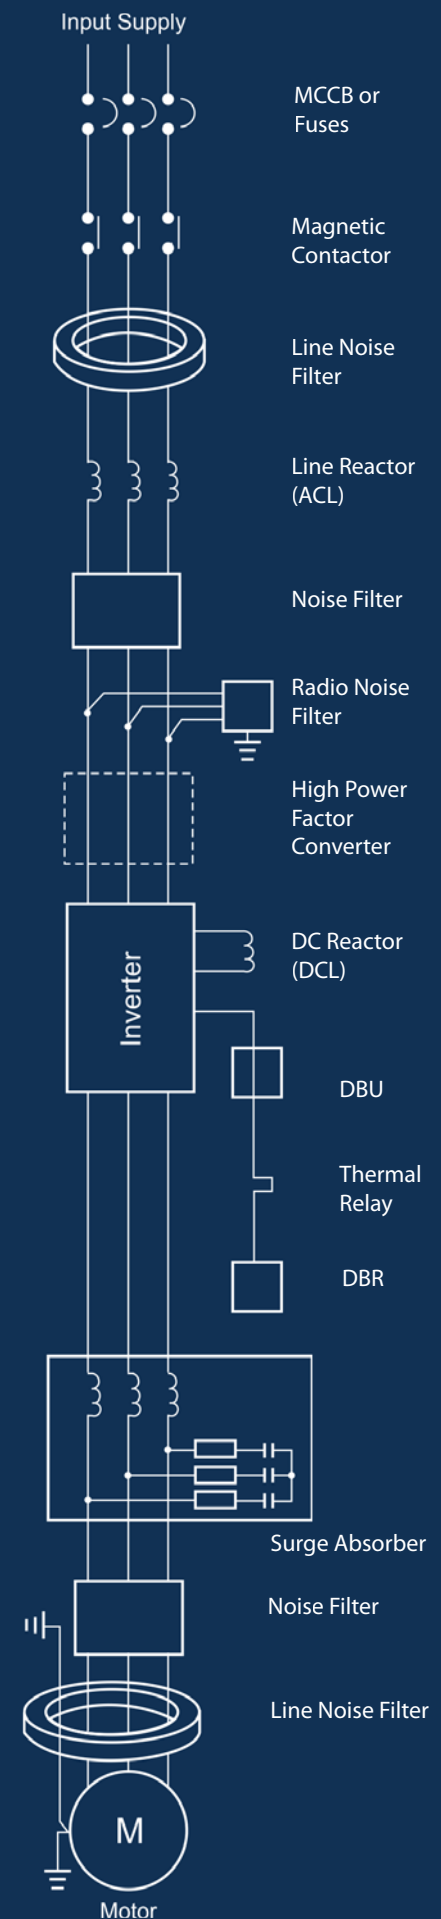 Input Supply
MCCB or
Fuses
Magnetic
Contactor
Line Noise
Filter
Line Reactor
(ACL)
Noise Filter
Radio Noise
Filter
High Power
Factor
Converter
Inverter
DC Reactor
(DCL)
DBU
Thermal
Relay
DBR
Surge Absorber
Noise Filter
Line Noise Filter
M
Motor